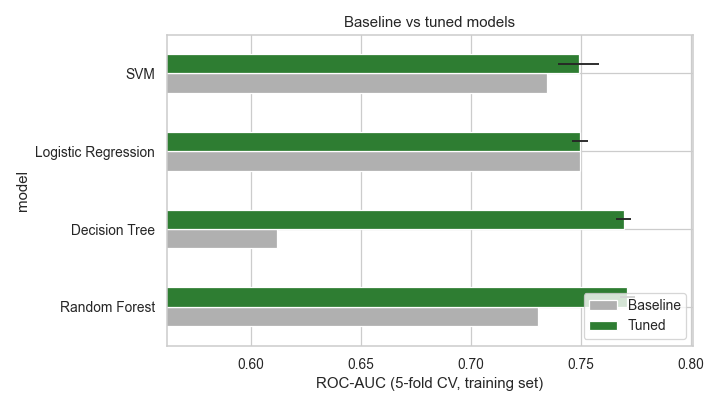 Baseline vs tuned models
SVM
Logistic Regression
Decision Tree
Random Forest
model
Baseline
Tuned
0.60 0.65 0.70 0.75 0.80
ROC-AUC (5-fold CV, training set)